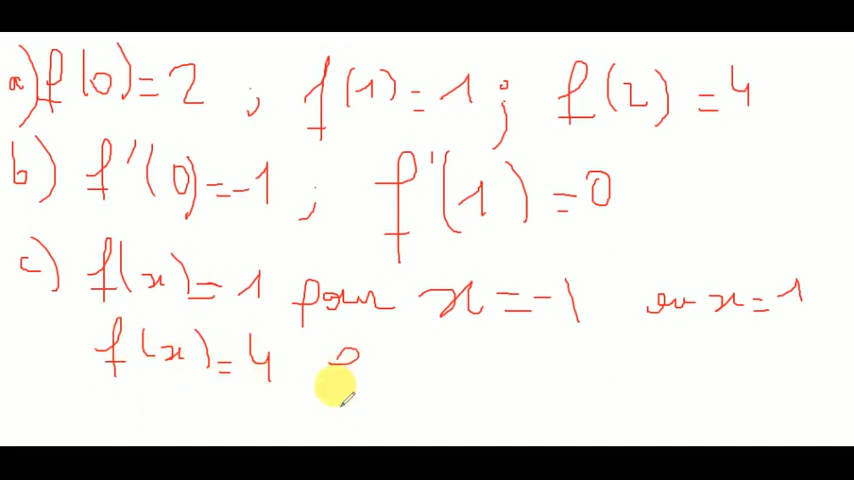 a) f(0) = 2 ; f(1) = 1 ; f(2) = 4
b) f'(0) = -1 ; f'(1) = 0
c) f(x) = 1 pour x = -1 ou x = 1
f(x) = 4